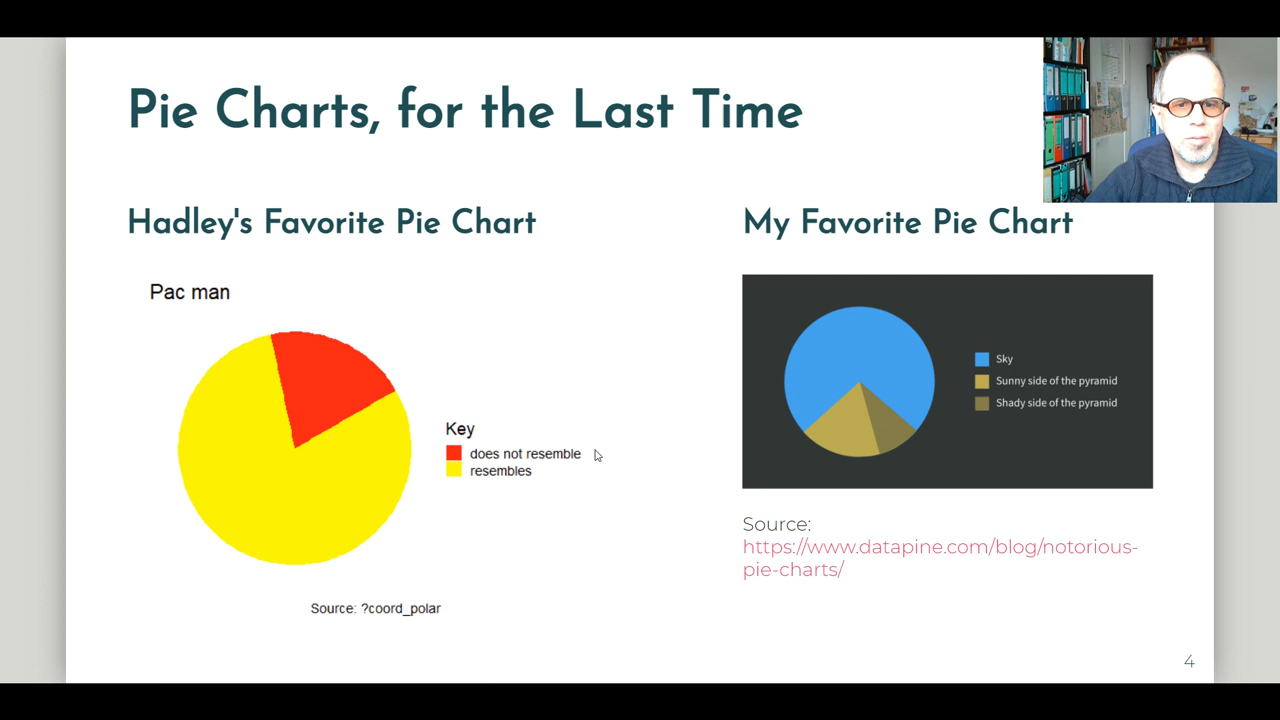 Pie Charts, for the Last Time
Hadley's Favorite Pie Chart
Pac man
Key
does not resemble
resembles
Source: ?coord_polar
My Favorite Pie Chart
Sky
Sunny side of the pyramid
Shady side of the pyramid
Source:
https://www.datapine.com/blog/notorious-
pie-charts/
4